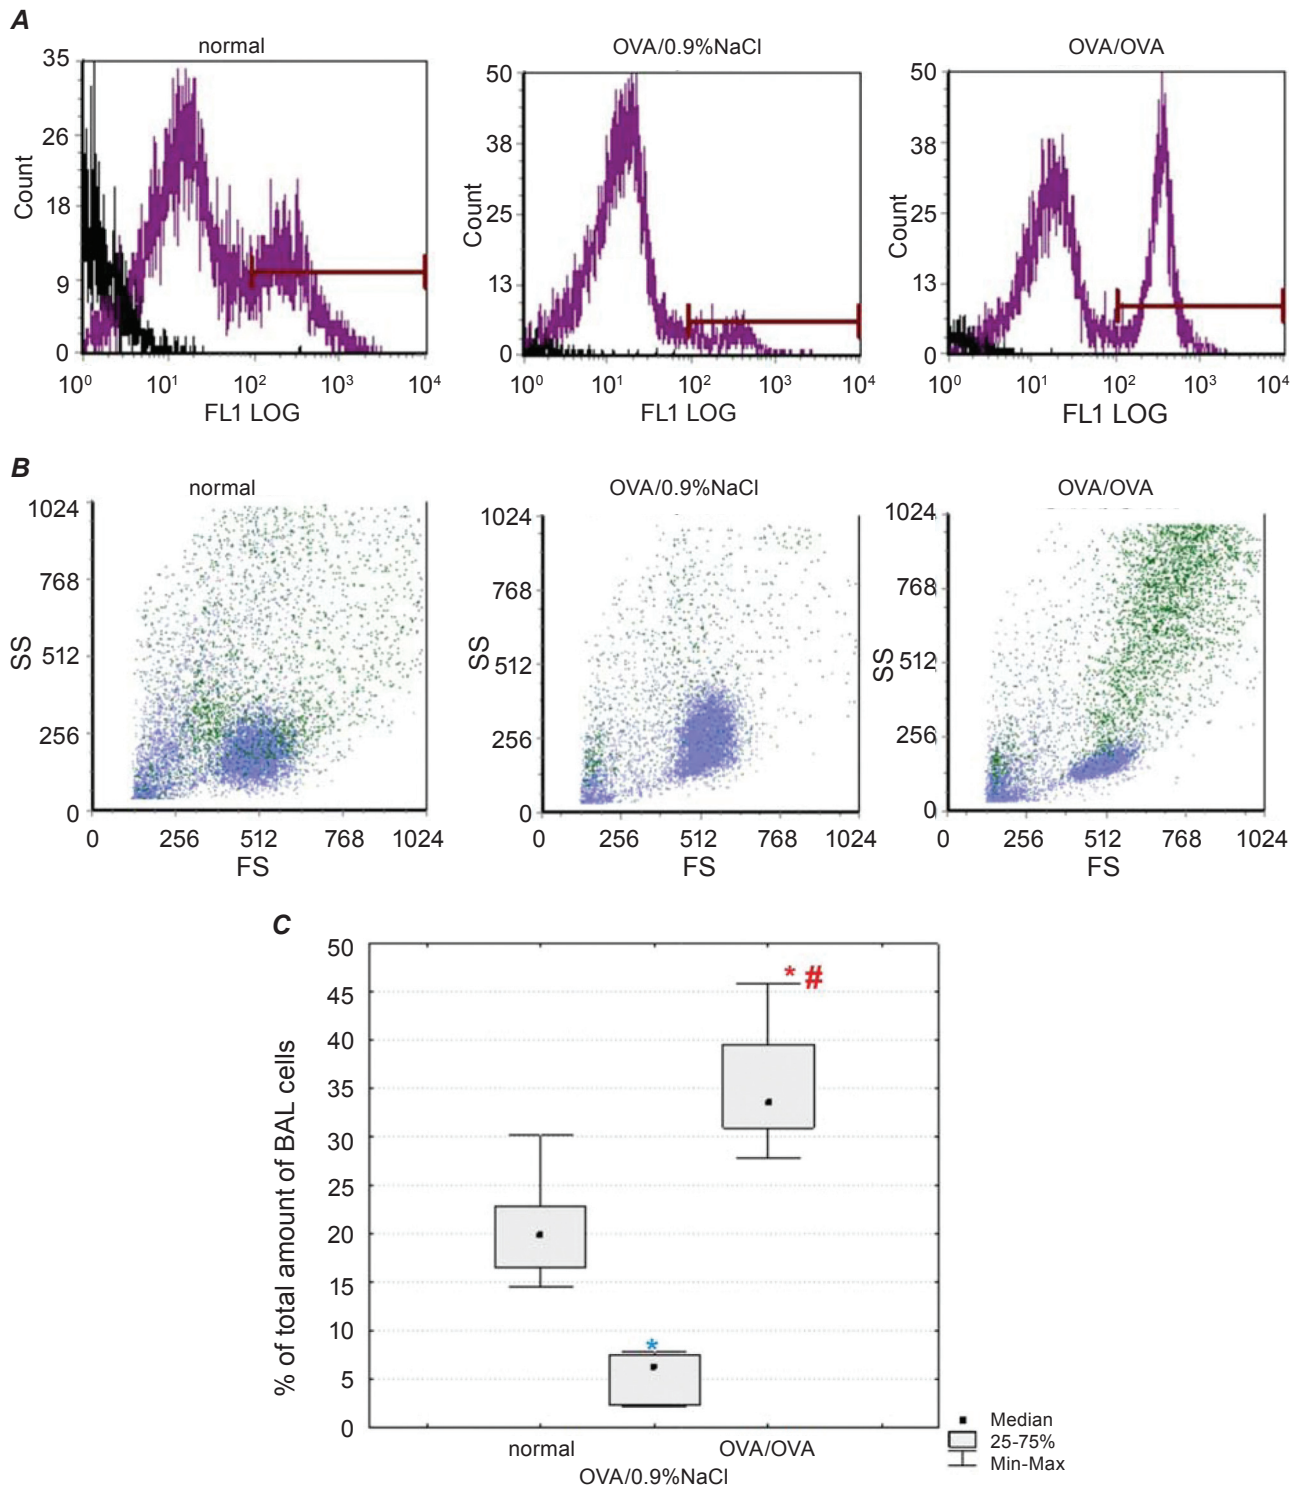 A
normal
OVA/0.9%NaCl
OVA/OVA
35
26
18
9
0
Count
10⁰
10¹
10²
10³
10⁴
FL1 LOG
50
38
25
13
0
Count
10⁰
10¹
10²
10³
10⁴
FL1 LOG
50
38
25
13
0
Count
10⁰
10¹
10²
10³
10⁴
FL1 LOG
B
normal
OVA/0.9%NaCl
OVA/OVA
1024
768
512
256
0
SS
0
256
512
768
1024
FS
1024
768
512
256
0
SS
0
256
512
768
1024
FS
1024
768
512
256
0
SS
0
256
512
768
1024
FS
C
50
45
40
35
30
25
20
15
10
5
0
% of total amount of BAL cells
* #
*
normal
OVA/OVA
OVA/0.9%NaCl
Median
25-75%
Min-Max